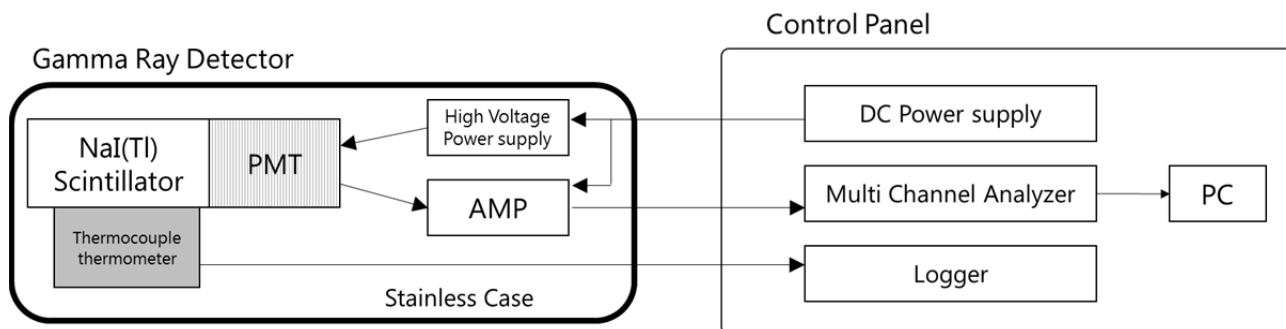 Control Panel
Gamma Ray Detector
High Voltage
Power supply
DC Power supply
NaI(Tl)
Scintillator
PMT
AMP
Multi Channel Analyzer
PC
Thermocouple
thermometer
Logger
Stainless Case